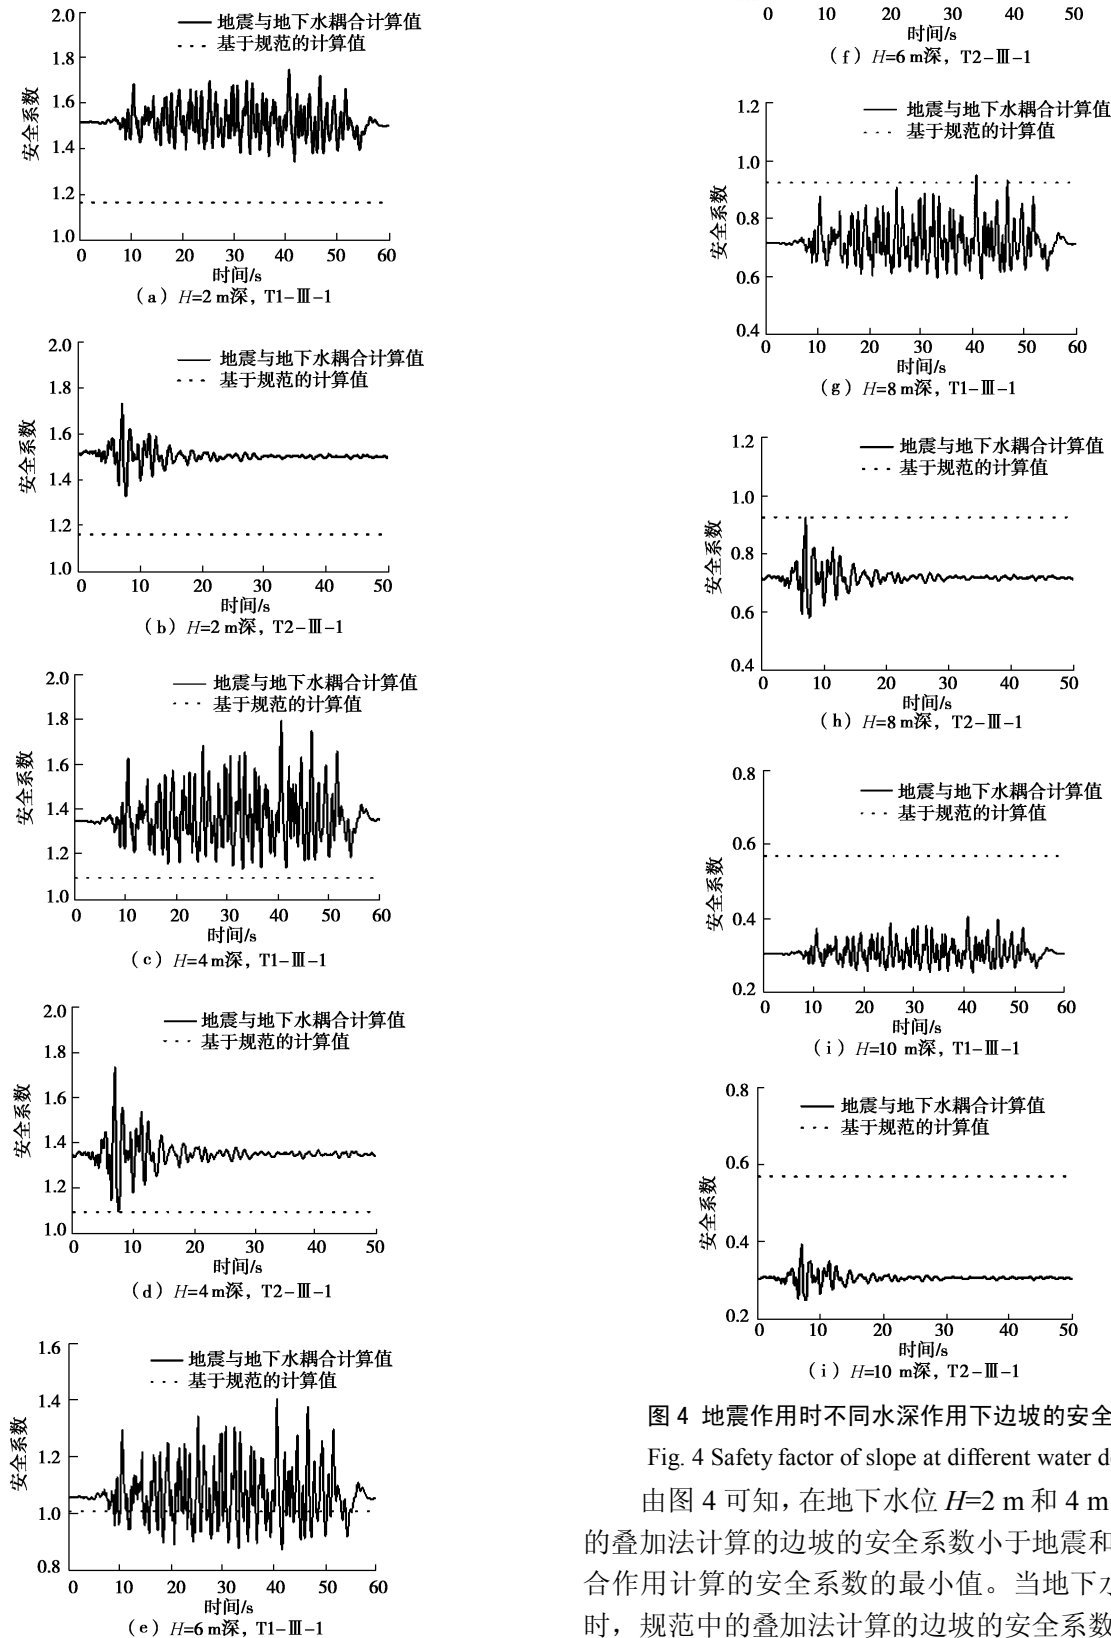 2.0
地震与地下水耦合计算值
基于规范的计算值
1.8
1.6
1.4
1.2
1.0
安全系数
0 10 20 30 40 50 60
时间/s
(a) H=2 m深, T1-Ⅲ-1
2.0
地震与地下水耦合计算值
基于规范的计算值
1.8
1.6
1.4
1.2
1.0
安全系数
0 10 20 30 40 50
时间/s
(b) H=2 m深, T2-Ⅲ-1
2.0
地震与地下水耦合计算值
基于规范的计算值
1.8
1.6
1.4
1.2
1.0
安全系数
0 10 20 30 40 50 60
时间/s
(c) H=4 m深, T1-Ⅲ-1
2.0
地震与地下水耦合计算值
基于规范的计算值
1.8
1.6
1.4
1.2
1.0
安全系数
0 10 20 30 40 50
时间/s
(d) H=4 m深, T2-Ⅲ-1
1.6
地震与地下水耦合计算值
基于规范的计算值
1.4
1.2
1.0
0.8
安全系数
0 10 20 30 40 50 60
时间/s
(e) H=6 m深, T1-Ⅲ-1
0 10 20 30 40 50
时间/s
(f) H=6 m深, T2-Ⅲ-1
1.2
地震与地下水耦合计算值
基于规范的计算值
1.0
0.8
0.6
0.4
安全系数
0 10 20 30 40 50 60
时间/s
(g) H=8 m深, T1-Ⅲ-1
1.2
地震与地下水耦合计算值
基于规范的计算值
1.0
0.8
0.6
0.4
安全系数
0 10 20 30 40 50
时间/s
(h) H=8 m深, T2-Ⅲ-1
0.8
地震与地下水耦合计算值
基于规范的计算值
0.6
0.4
0.2
安全系数
0 10 20 30 40 50 60
时间/s
(i) H=10 m深, T1-Ⅲ-1
0.8
地震与地下水耦合计算值
基于规范的计算值
0.6
0.4
0.2
安全系数
0 10 20 30 40 50
时间/s
(i) H=10 m深, T2-Ⅲ-1
图 4 地震作用时不同水深作用下边坡的安全
Fig. 4 Safety factor of slope at different water d
由图 4 可知，在地下水位 H=2 m 和 4 m
的叠加法计算的边坡的安全系数小于地震和
合作用计算的安全系数的最小值。当地下水
时，规范中的叠加法计算的边坡的安全系数